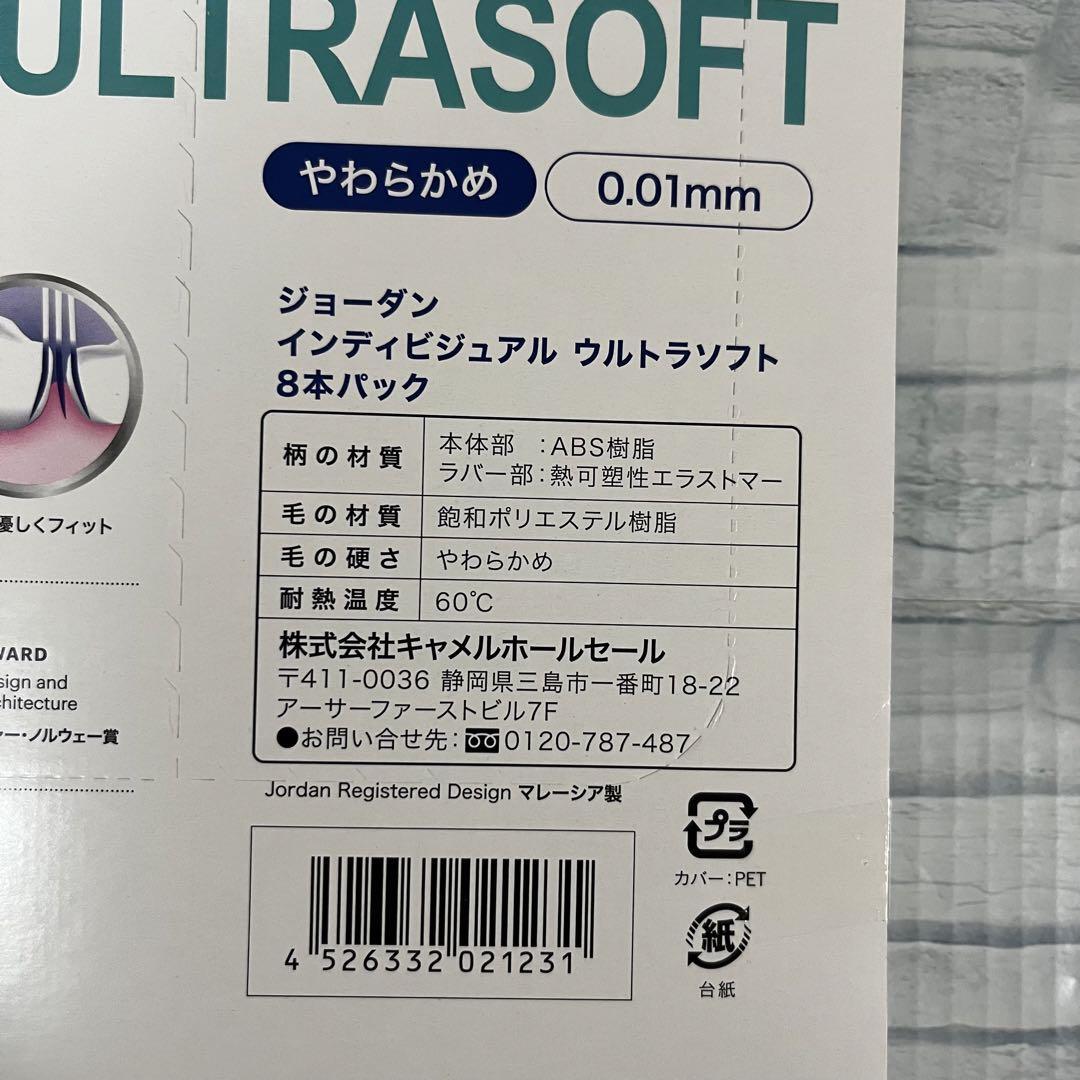 ULTRASOFT
やわらかめ
0.01mm
ジョーダン
インディビジュアル ウルトラソフト
8本パック
優しくフィット
柄の材質
本体部 :ABS樹脂
ラバー部:熱可塑性エラストマー
毛の材質
飽和ポリエステル樹脂
毛の硬さ
やわらかめ
耐熱温度
60℃
株式会社キャメルホールセール
〒411-0036 静岡県三島市一番町18-22
アーサーファーストビル7F
●お問い合せ先:0120-787-487
Jordan Registered Design マレーシア製
and
ー・ノルウェー賞
プラ
カバー:PET
紙
台紙
4 526332 021231